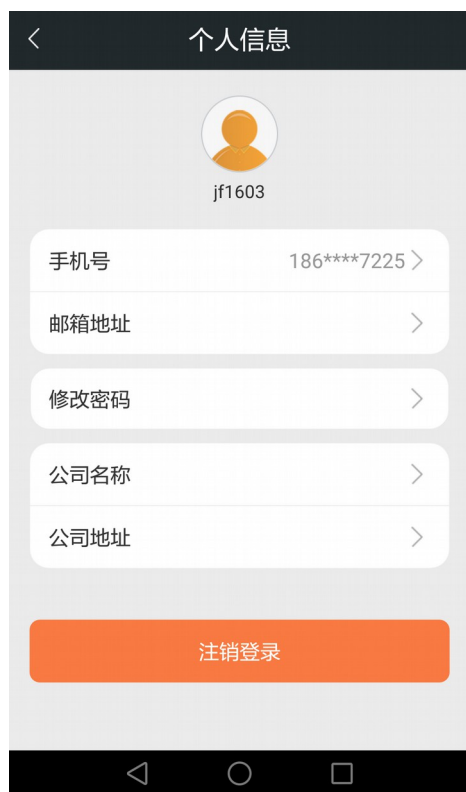 个人信息
jf1603
手机号 186****7225
邮箱地址
修改密码
公司名称
公司地址
注销登录